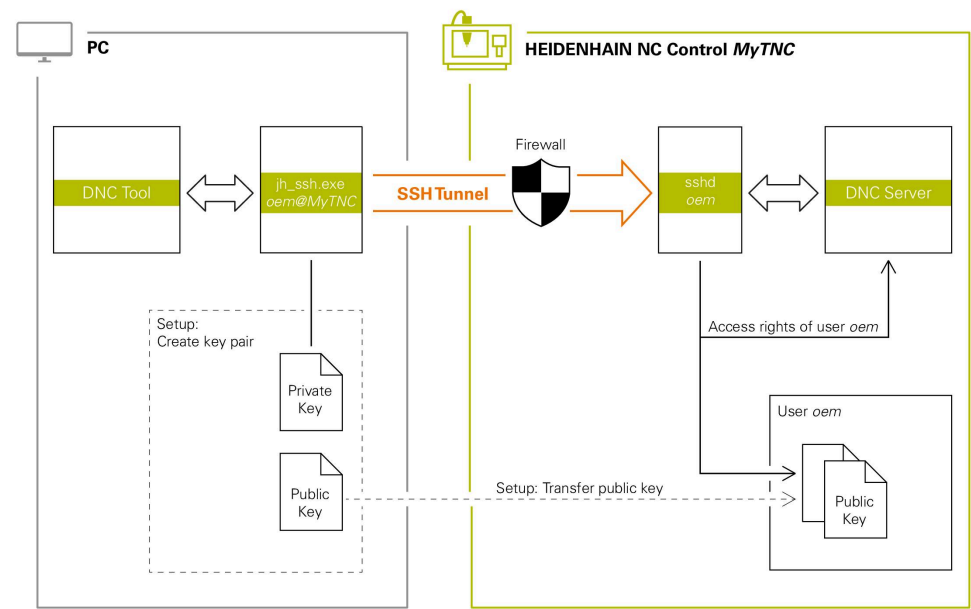 PC
HEIDENHAIN NC Control MyTNC
Firewall
DNC Tool
jh_ssh.exe
oem@MyTNC
SSH Tunnel
sshd
oem
DNC Server
Setup:
Create key pair
Access rights of user oem
Private
Key
User oem
Public
Key
Setup: Transfer public key
Public
Key